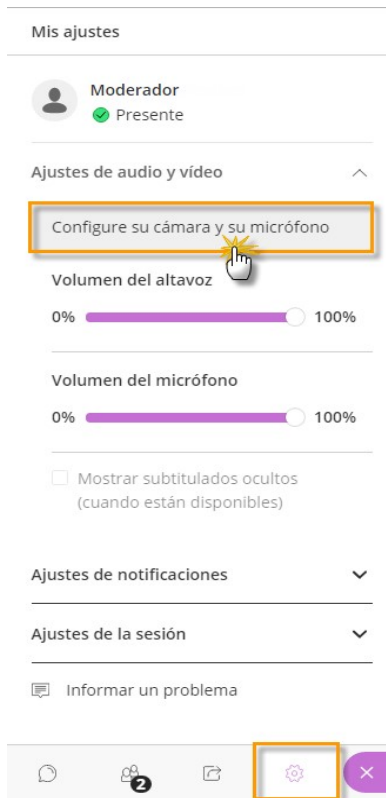 Mis ajustes
Moderador
Presente
Ajustes de audio y vídeo
Configure su cámara y su micrófono
Volumen del altavoz
0% 100%
Volumen del micrófono
0% 100%
Mostrar subtitulados ocultos
(cuando están disponibles)
Ajustes de notificaciones
Ajustes de la sesión
Informar un problema
2